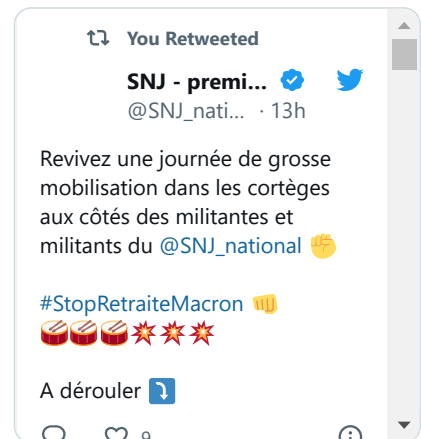 You Retweeted
SNJ - premi...
@SNJ_nati... · 13h
Revivez une journée de grosse
mobilisation dans les cortèges
aux côtés des militantes et
militants du @SNJ_national ✊
#StopRetraiteMacron 👊
🥁🥁🥁💥💥💥
A dérouler ⤵️
9